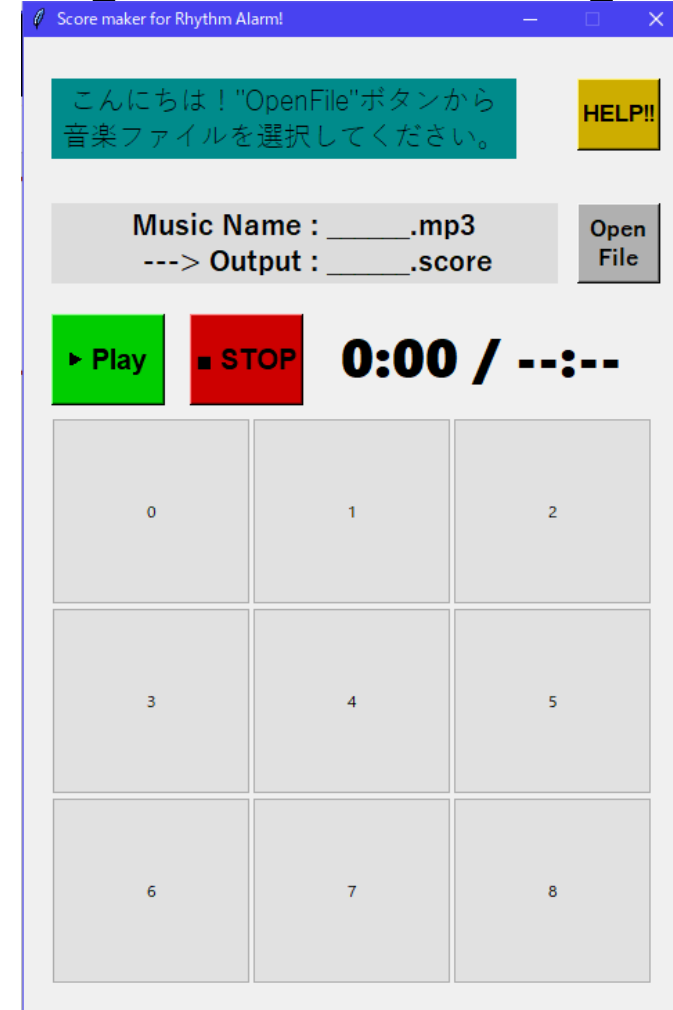 Score maker for Rhythm Alarm!
こんにちは！"OpenFile"ボタンから
音楽ファイルを選択してください。
HELP!!
Music Name : ______.mp3
---> Output : ______.score
Open
File
▶ Play
■ STOP
0:00 / --:--
0
1
2
3
4
5
6
7
8